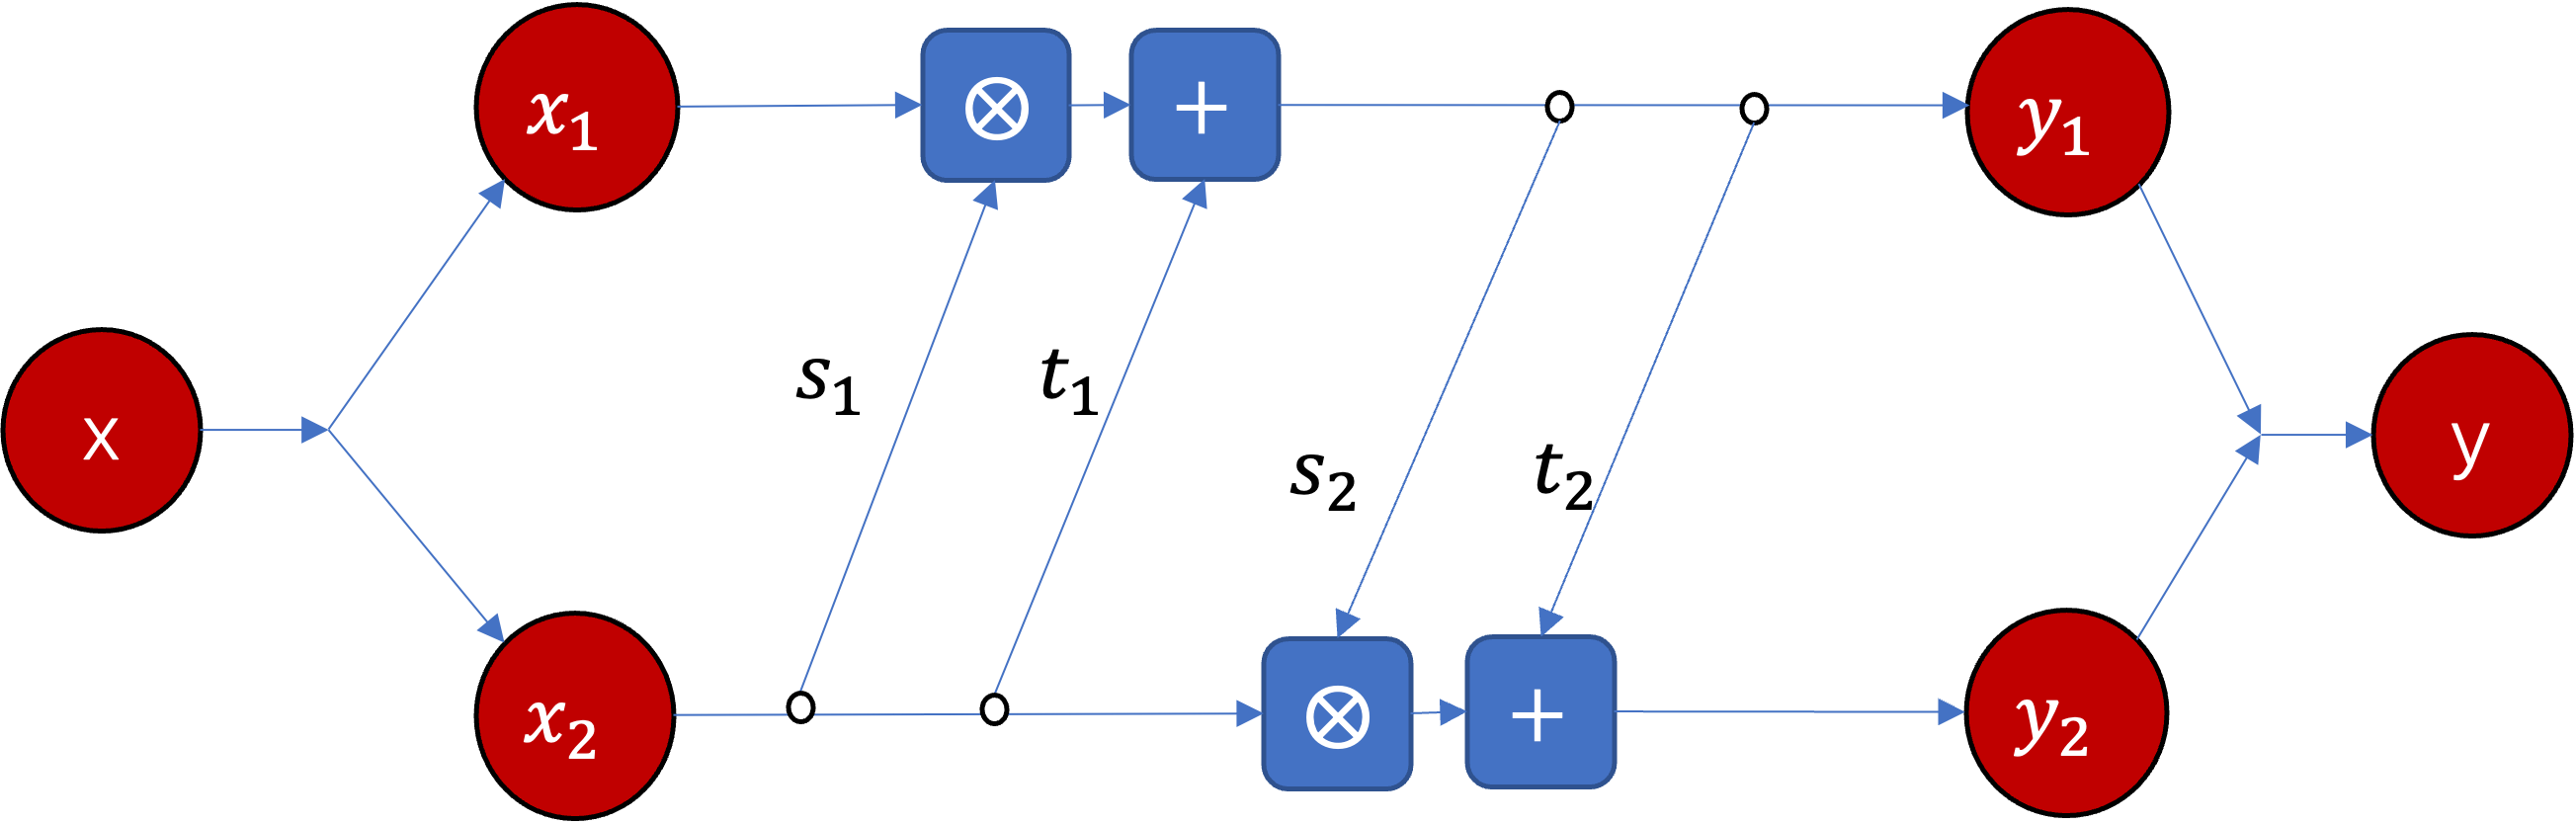 x
x₁
x₂
⊗
+
s₁
t₁
s₂
t₂
⊗
+
y₁
y₂
y